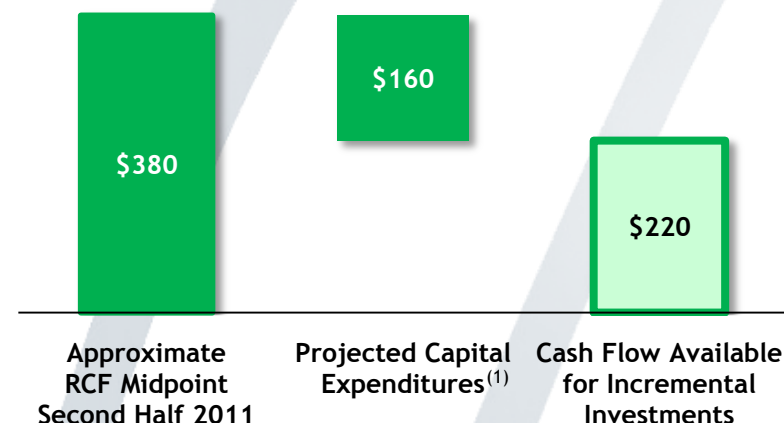 $160
$380
$220
Approximate
RCF Midpoint
Second Half 2011
Projected Capital
Expenditures(1)
Cash Flow Available
for Incremental
Investments